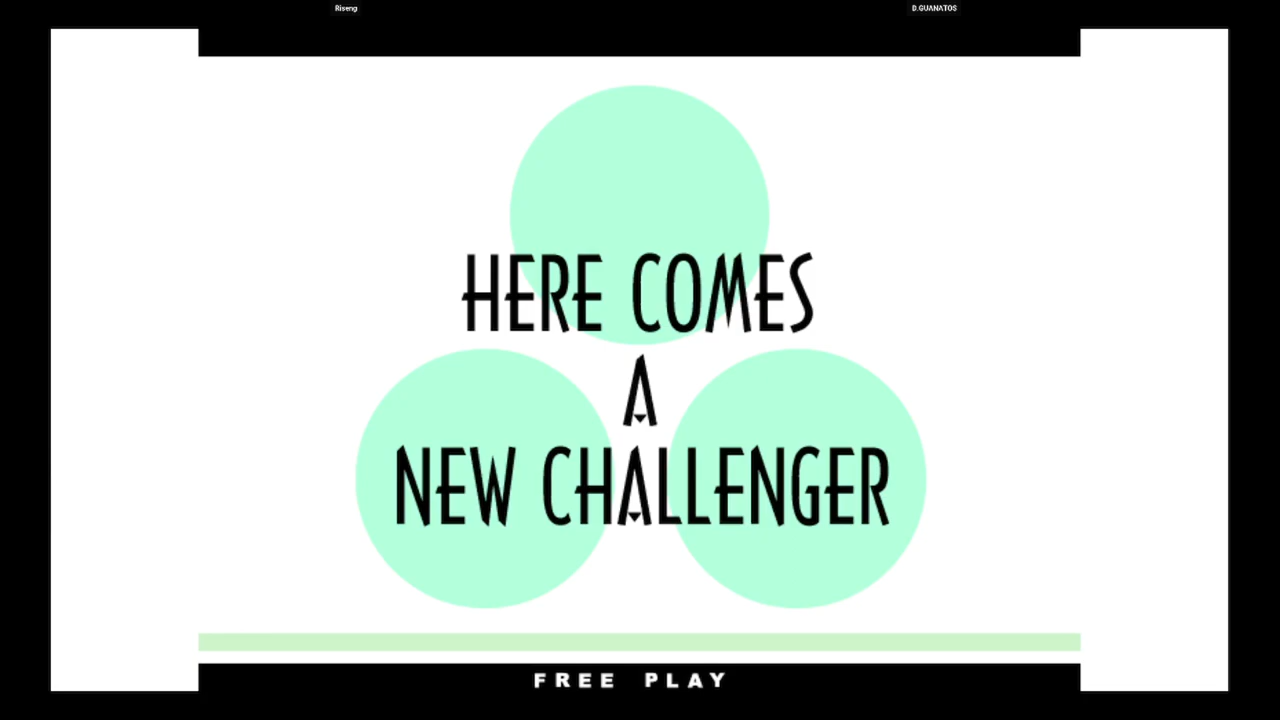 Riseng
D.GUANATOS
HERE COMES
A
NEW CHALLENGER
FREE PLAY